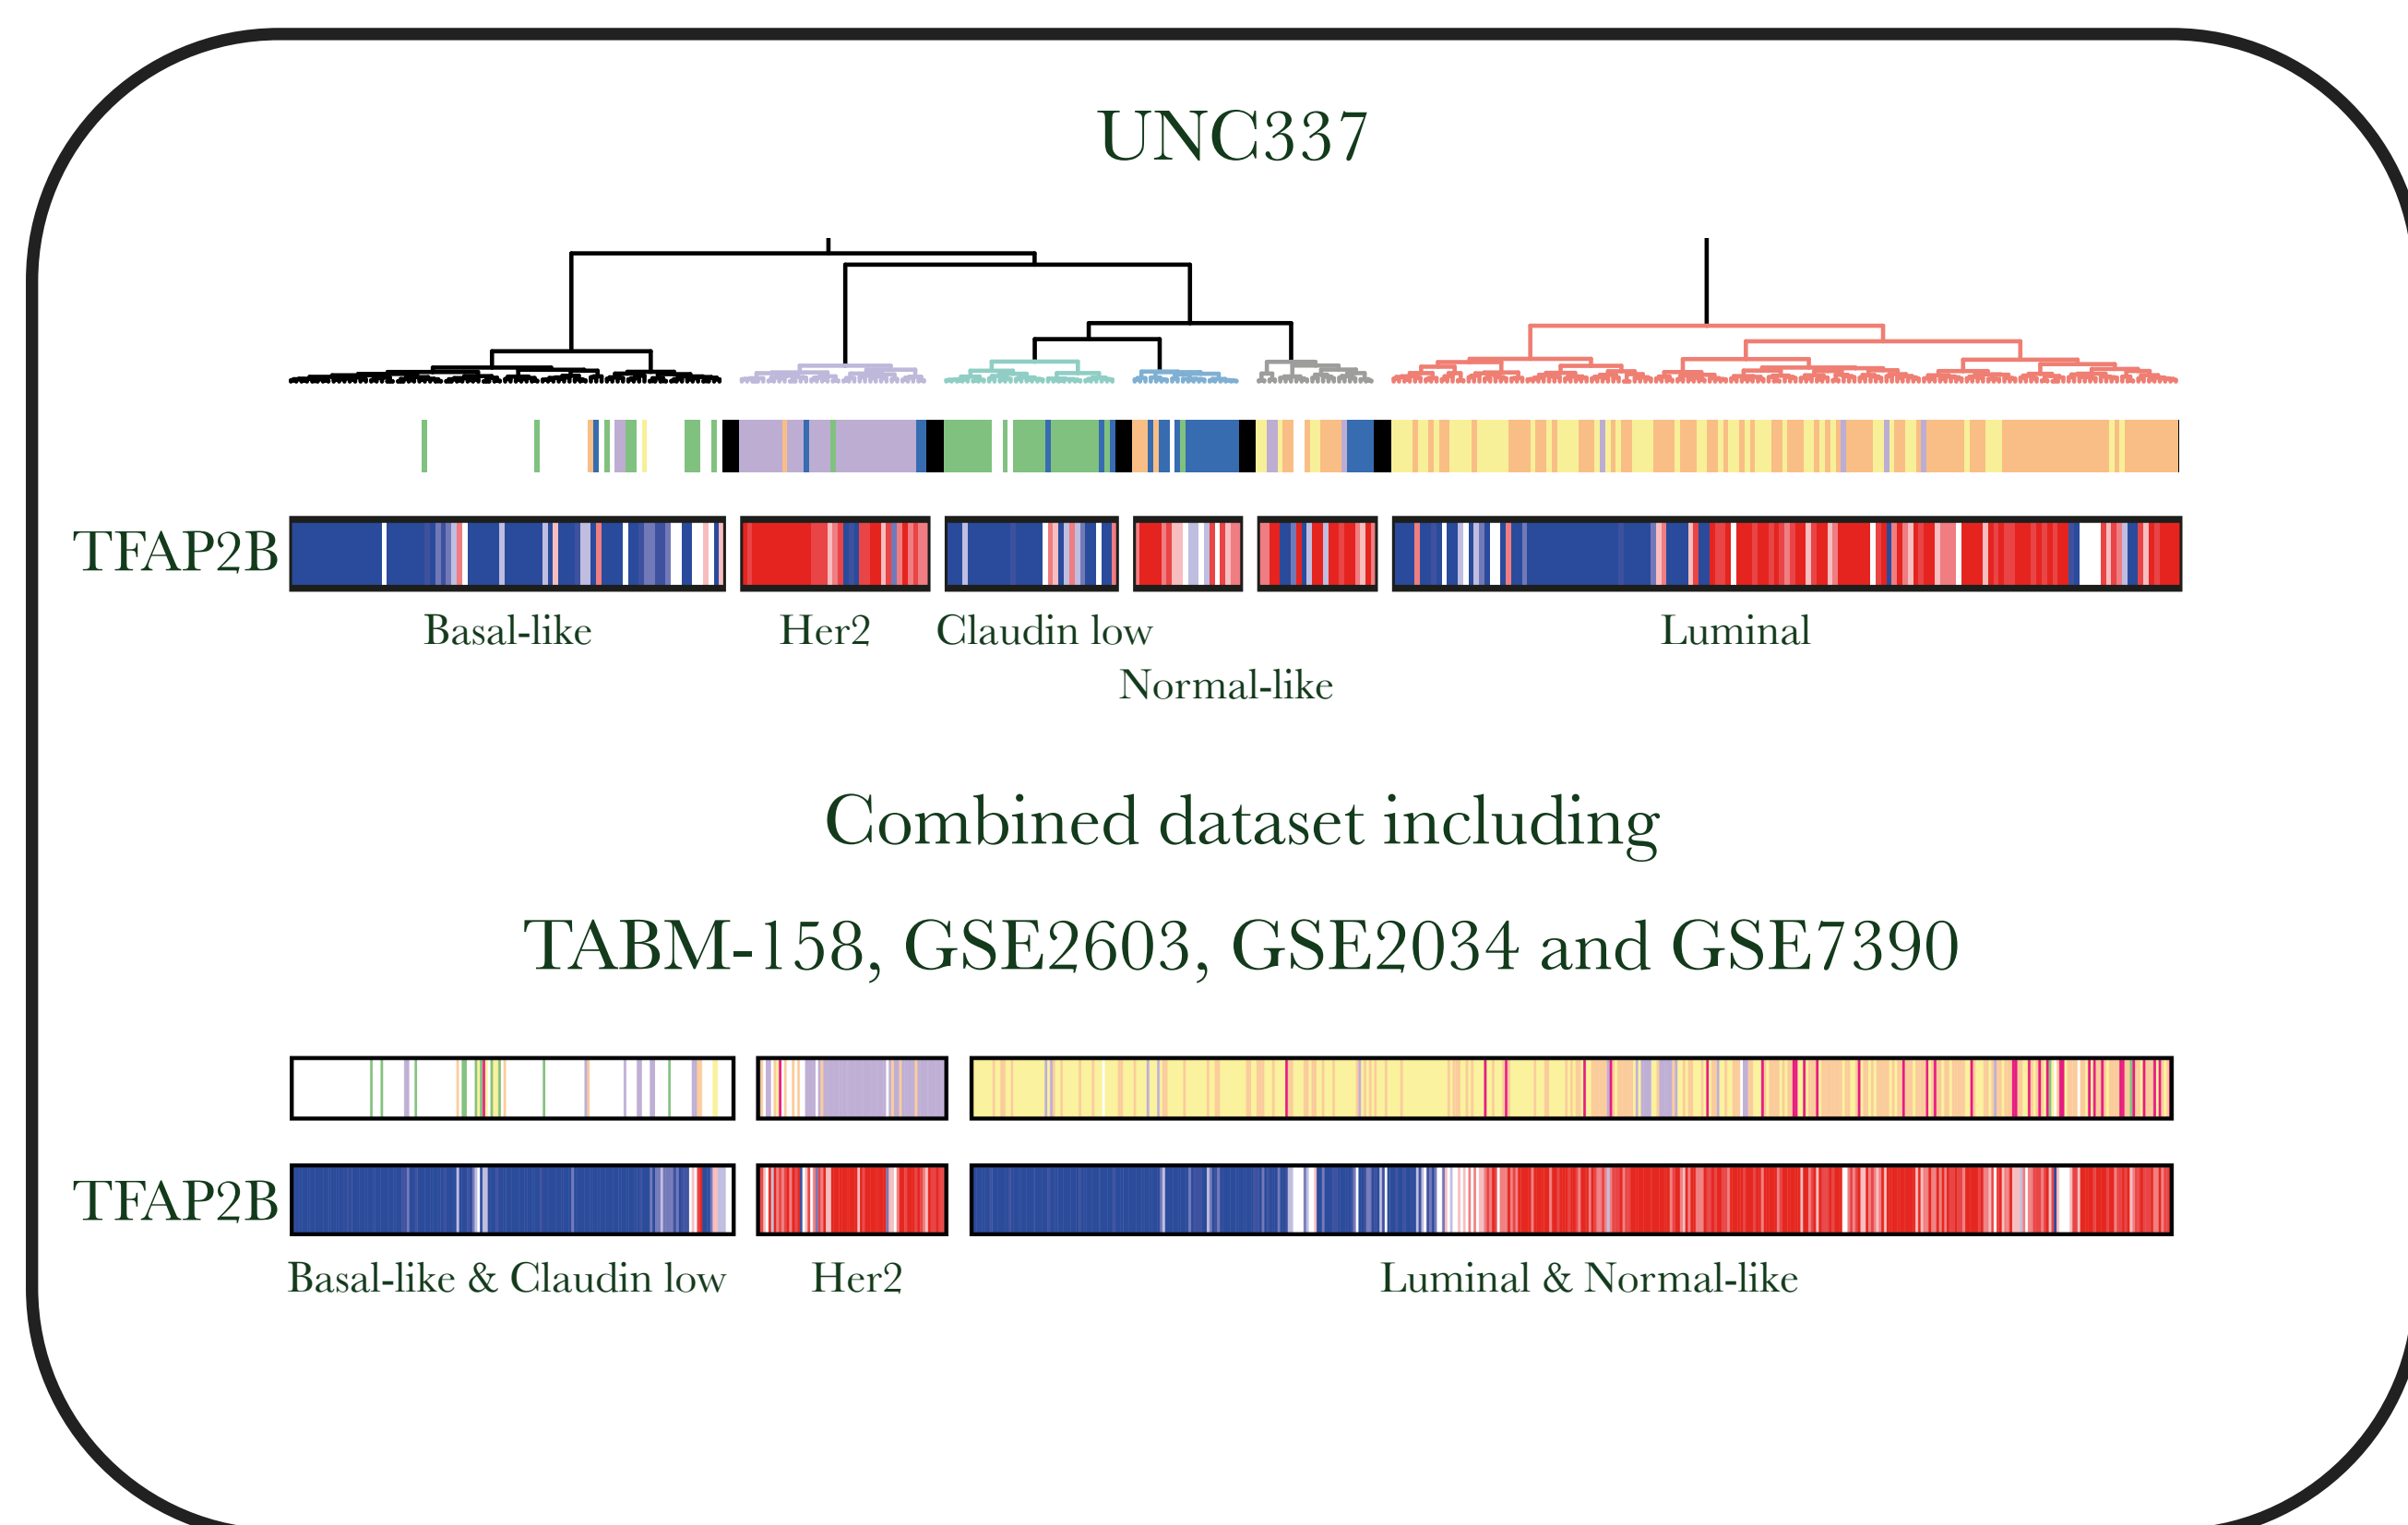 UNC337
TFAP2B
Basal-like Her2 Claudin low Luminal
Normal-like
Combined dataset including
TABM-158, GSE2603, GSE2034 and GSE7390
TFAP2B
Basal-like & Claudin low Her2 Luminal & Normal-like